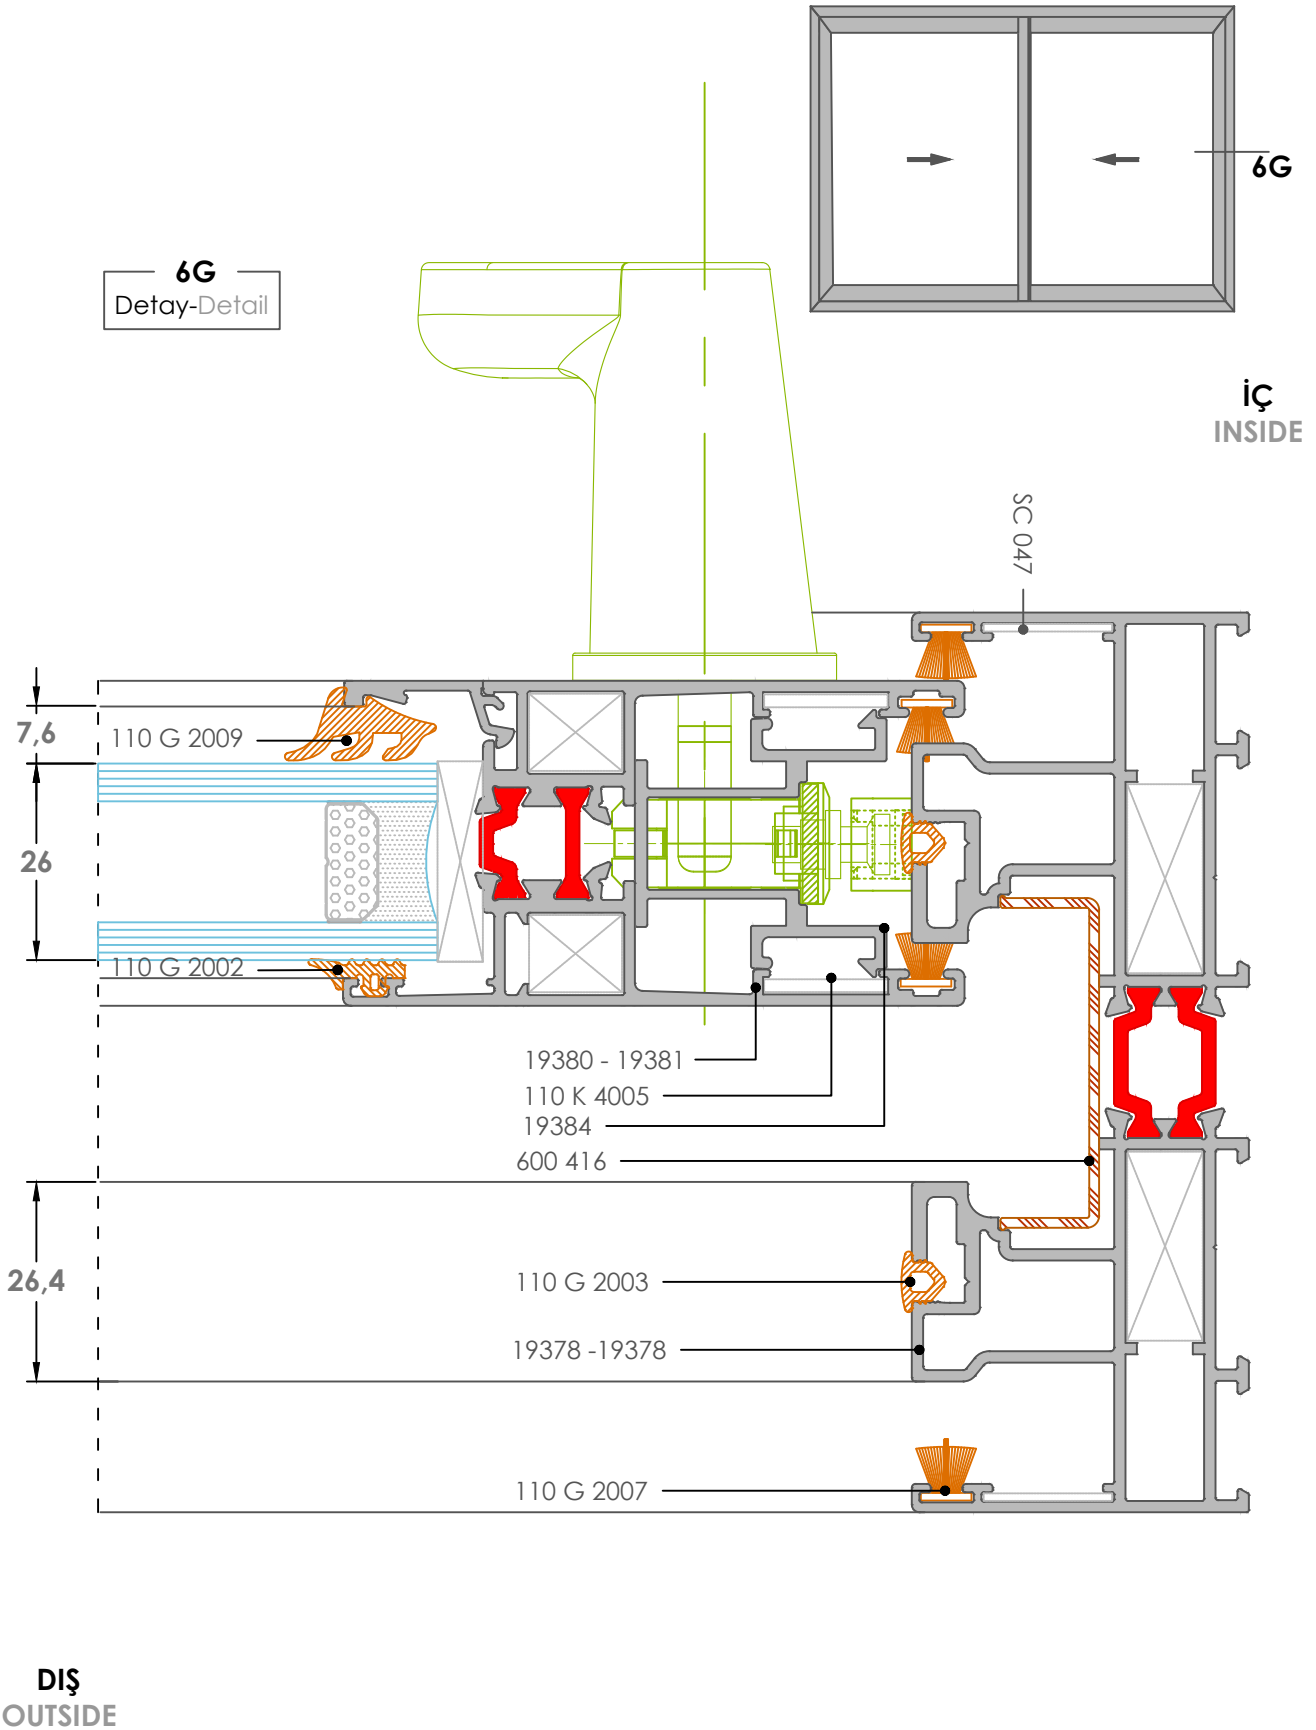 6G
6G
Detay-Detail
İÇ
INSIDE
SC 047
7,6
110 G 2009
26
110 G 2002
19380 - 19381
110 K 4005
19384
600 416
26,4
110 G 2003
19378 -19378
110 G 2007
DIŞ
OUTSIDE